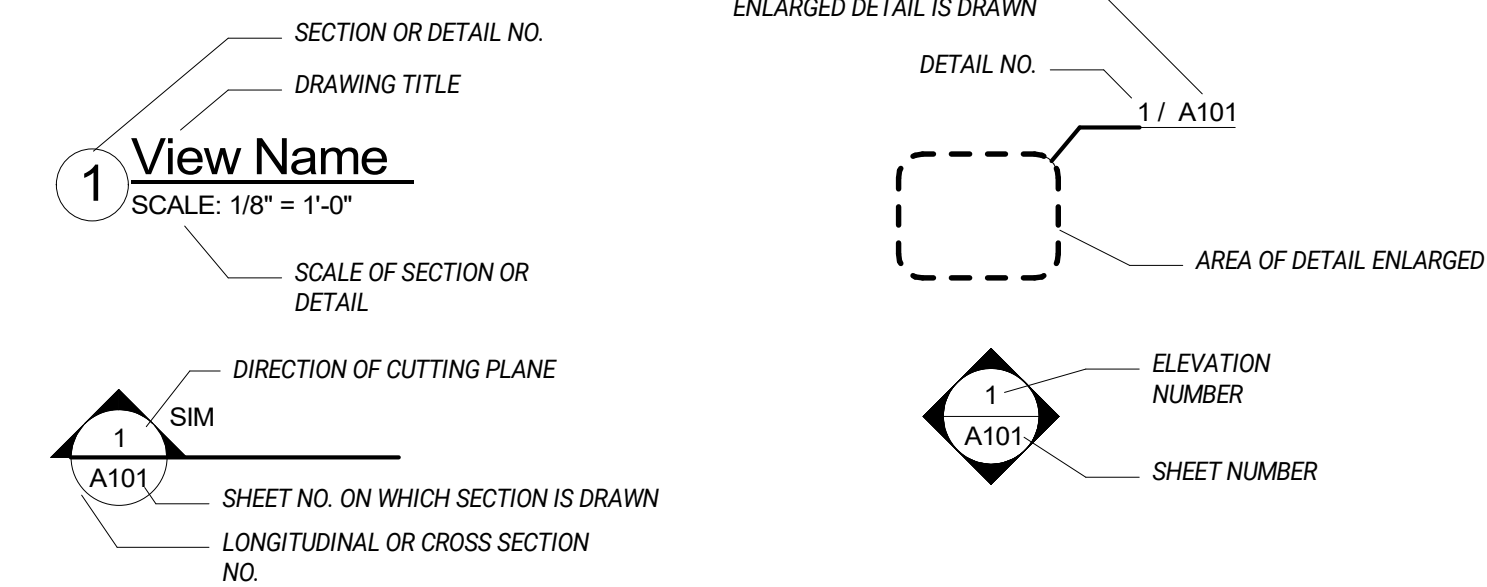 SECTION OR DETAIL NO.
DRAWING TITLE
1
View Name
SCALE: 1/8" = 1'-0"
SCALE OF SECTION OR
DETAIL
DIRECTION OF CUTTING PLANE
SIM
1
A101
SHEET NO. ON WHICH SECTION IS DRAWN
LONGITUDINAL OR CROSS SECTION
NO.
ENLARGED DETAIL IS DRAWN
DETAIL NO.
1 / A101
AREA OF DETAIL ENLARGED
ELEVATION
NUMBER
1
A101
SHEET NUMBER